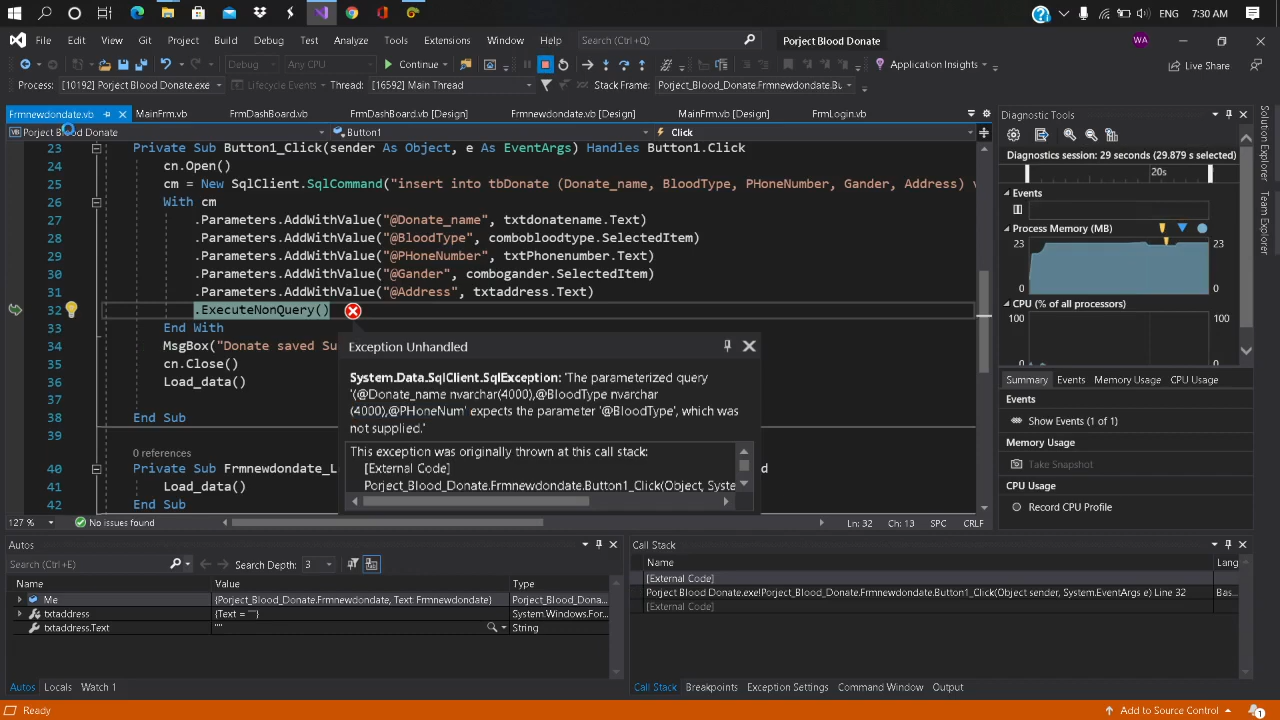 ENG 7:30 AM
File Edit View Git Project Build Debug Test Analyze Tools Extensions Window Help Search (Ctrl+Q) Porject Blood Donate WA
Debug Any CPU Continue Application Insights Live Share
Process: [10192] Porject Blood Donate.exe Lifecycle Events Thread: [16592] Main Thread Stack Frame: Porject_Blood_Donate.Frmnewdondate.Bu
Frmnewdondate.vb MainFrm.vb FrmDashBoard.vb FrmDashBoard.vb [Design] Frmnewdondate.vb [Design] MainFrm.vb [Design] FrmLogin.vb
Porject Blood Donate Button1 Click
23 Private Sub Button1_Click(sender As Object, e As EventArgs) Handles Button1.Click
24 cn.Open()
25 cm = New SqlClient.SqlCommand("insert into tbDonate (Donate_name, BloodType, PHoneNumber, Gander, Address) v
26 With cm
27 .Parameters.AddWithValue("@Donate_name", txtdonatename.Text)
28 .Parameters.AddWithValue("@BloodType", combobloodtype.SelectedItem)
29 .Parameters.AddWithValue("@PHoneNumber", txtPhonenumber.Text)
30 .Parameters.AddWithValue("@Gander", combogander.SelectedItem)
31 .Parameters.AddWithValue("@Address", txtaddress.Text)
32 .ExecuteNonQuery()
33 End With
34 MsgBox("Donate saved Su
35 cn.Close()
36 Load_data()
37
38 End Sub
39
0 references
40 Private Sub Frmnewdondate_L d
41 Load_data()
42 End Sub
Exception Unhandled
System.Data.SqlClient.SqlException: 'The parameterized query
'(@Donate_name nvarchar(4000),@BloodType nvarchar
(4000),@PHoneNum' expects the parameter '@BloodType', which was
not supplied.'
This exception was originally thrown at this call stack:
[External Code]
Porject_Blood_Donate.Frmnewdondate.Button1_Click(Object, Syste
127 % No issues found Ln: 32 Ch: 13 SPC CRLF
Diagnostic Tools
Diagnostics session: 29 seconds (29.879 s selected)
20s
Events
Process Memory (MB)
23 23
0 0
CPU (% of all processors)
100 100
Summary Events Memory Usage CPU Usage
Events
Show Events (1 of 1)
Memory Usage
Take Snapshot
CPU Usage
Record CPU Profile
Solution Explorer
Team Explorer
Autos
Search (Ctrl+E) Search Depth: 3
Name Value Type
Me {Porject_Blood_Donate.Frmnewdondate, Text: Frmnewdondate} Porject_Blood_Dona...
txtaddress {Text = ""} System.Windows.For...
txtaddress.Text "" String
Autos Locals Watch 1
Call Stack
Name Lang
[External Code]
Porject Blood Donate.exe!Porject_Blood_Donate.Frmnewdondate.Button1_Click(Object sender, System.EventArgs e) Line 32 Bas...
[External Code]
Call Stack Breakpoints Exception Settings Command Window Output
Ready Add to Source Control 1